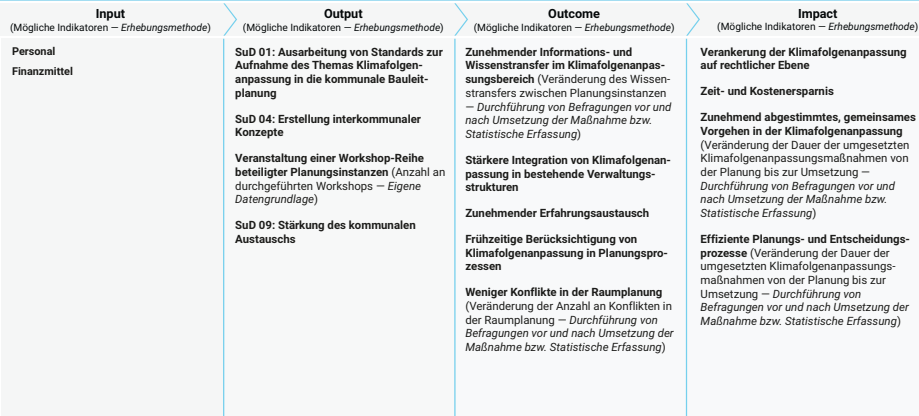 Input
(Mögliche Indikatoren — Erhebungsmethode)
Personal
Finanzmittel
Output
(Mögliche Indikatoren — Erhebungsmethode)
SuD 01: Ausarbeitung von Standards zur
Aufnahme des Themas Klimafolgen-
anpassung in die kommunale Bauleit-
planung
SuD 04: Erstellung interkommunaler
Konzepte
Veranstaltung einer Workshop-Reihe
beteiligter Planungsinstanzen (Anzahl an
durchgeführten Workshops — Eigene
Datengrundlage)
SuD 09: Stärkung des kommunalen
Austauschs
Outcome
(Mögliche Indikatoren — Erhebungsmethode)
Zunehmender Informations- und
Wissenstransfer im Klimafolgenanpas-
sungsbereich (Veränderung des Wissen-
stransfers zwischen Planungsinstanzen
— Durchführung von Befragungen vor und
nach Umsetzung der Maßnahme bzw.
Statistische Erfassung)
Stärkere Integration von Klimafolgenan-
passung in bestehende Verwaltungs-
strukturen
Zunehmender Erfahrungsaustausch
Frühzeitige Berücksichtigung von
Klimafolgenanpassung in Planungspro-
zessen
Weniger Konflikte in der Raumplanung
(Veränderung der Anzahl an Konflikten in
der Raumplanung — Durchführung von
Befragungen vor und nach Umsetzung der
Maßnahme bzw. Statistische Erfassung)
Impact
(Mögliche Indikatoren — Erhebungsmethode)
Verankerung der Klimafolgenanpassung
auf rechtlicher Ebene
Zeit- und Kostenersparnis
Zunehmend abgestimmtes, gemeinsames
Vorgehen in der Klimafolgenanpassung
(Veränderung der Dauer der umgesetzten
Klimafolgenanpassungsmaßnahmen von
der Planung bis zur Umsetzung —
Durchführung von Befragungen vor und
nach Umsetzung der Maßnahme bzw.
Statistische Erfassung)
Effiziente Planungs- und Entscheidungs-
prozesse (Veränderung der Dauer der
umgesetzten Klimafolgenanpassungs-
maßnahmen von der Planung bis zur
Umsetzung — Durchführung von
Befragungen vor und nach Umsetzung der
Maßnahme bzw. Statistische Erfassung)